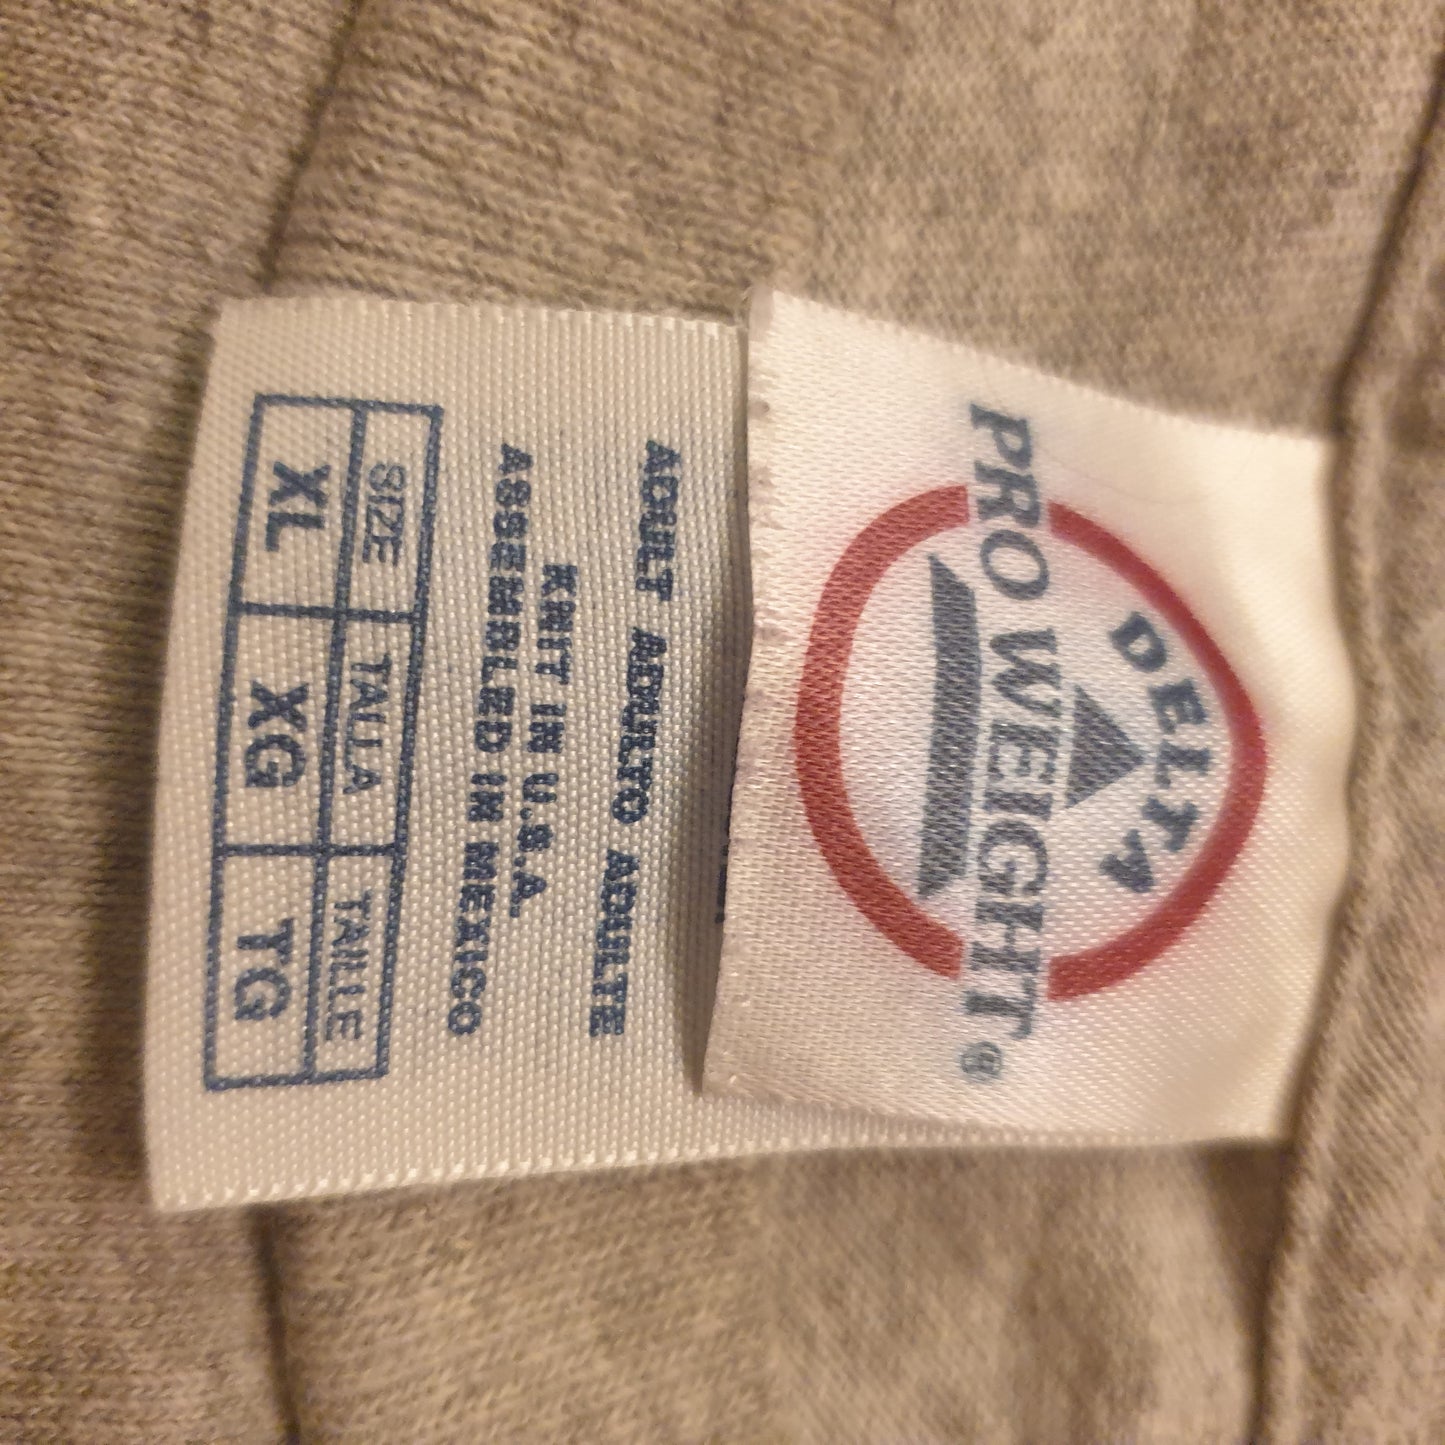 DELTA
PRO WEIGHT®
ADULT ADULTO ADULTE
KNIT IN U.S.A.
ASSEMBLED IN MEXICO
SIZE TALLA TAILLE
XL XG TG